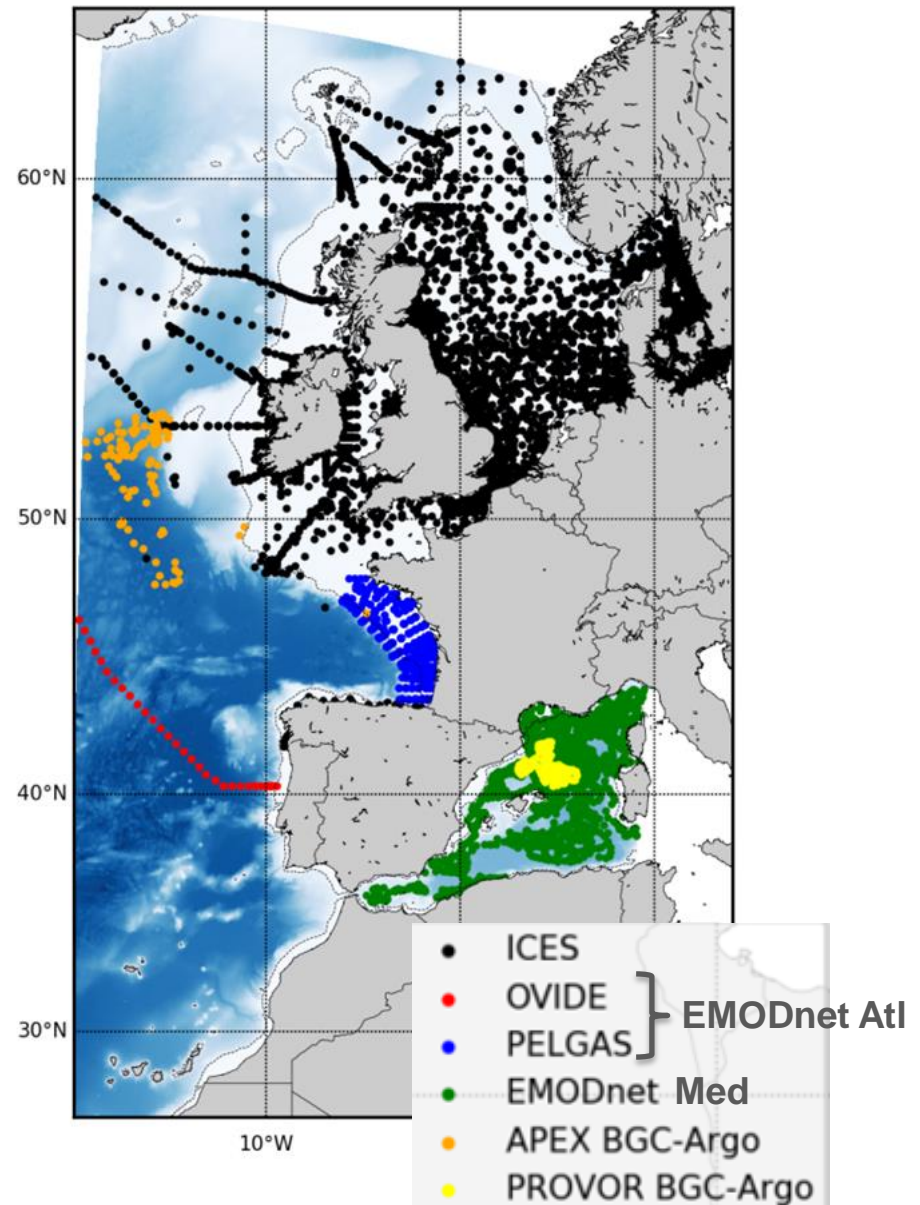 60°N
50°N
40°N
30°N
10°W
ICES
OVIDE
PELGAS
EMODnet Atl
EMODnet Med
APEX BGC-Argo
PROVOR BGC-Argo